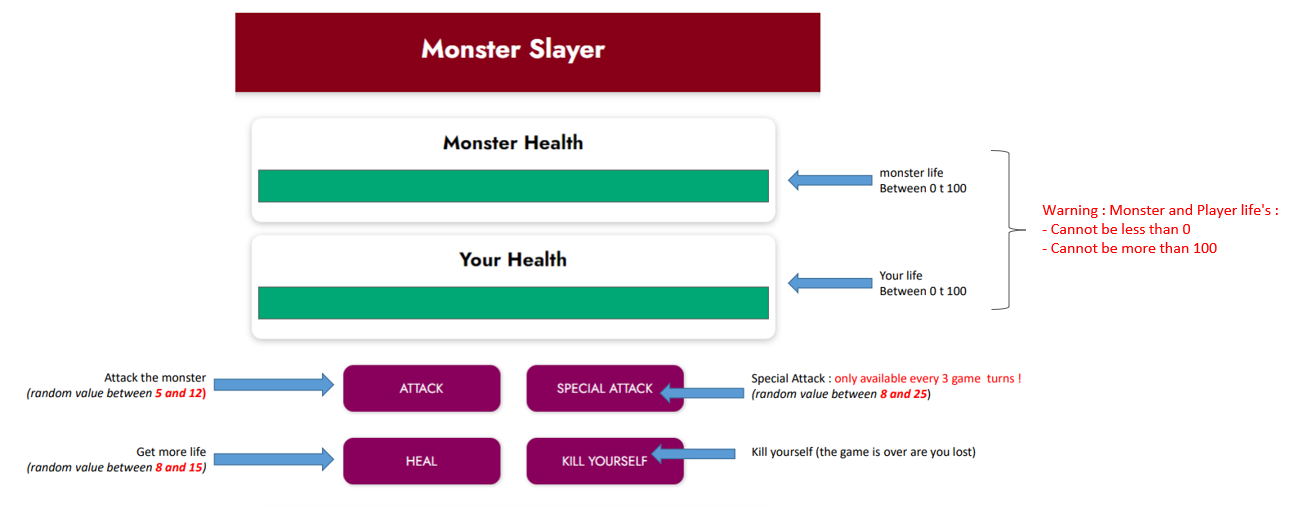 Monster Slayer
Monster Health
monster life
Between 0 t 100
Warning : Monster and Player life's :
- Cannot be less than 0
- Cannot be more than 100
Your Health
Your life
Between 0 t 100
Attack the monster
(random value between 5 and 12)
ATTACK
SPECIAL ATTACK
Special Attack : only available every 3 game turns !
(random value between 8 and 25)
Get more life
(random value between 8 and 15)
HEAL
KILL YOURSELF
Kill yourself (the game is over are you lost)